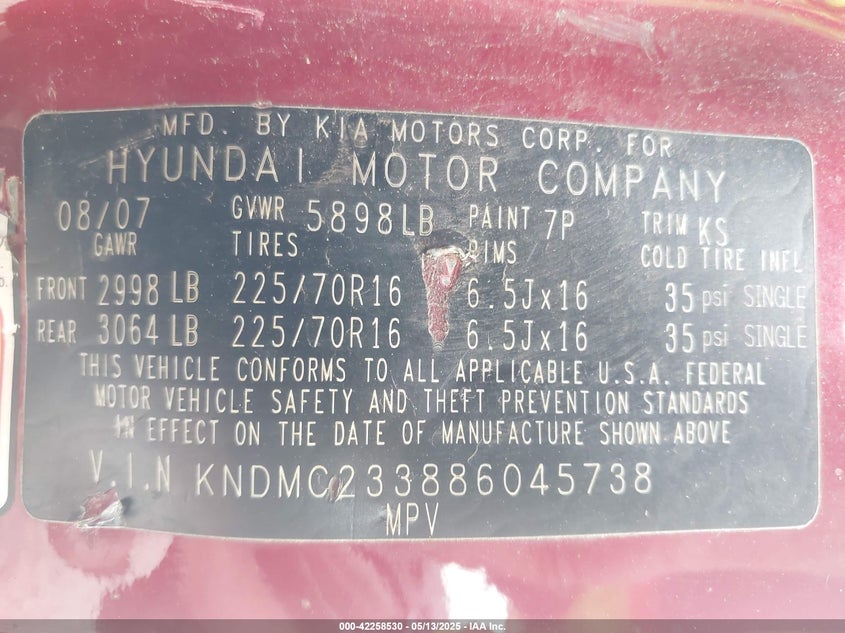 MFD. BY KIA MOTORS CORP. FOR
HYUNDAI MOTOR COMPANY
08/07 GVWR 5898LB PAINT 7P TRIM KS
GAWR TIRES RIMS COLD TIRE INFL
FRONT 2998 LB 225/70R16 6.5Jx16 35 psi SINGLE
REAR 3064 LB 225/70R16 6.5Jx16 35 psi SINGLE
THIS VEHICLE CONFORMS TO ALL APPLICABLE U.S.A. FEDERAL
MOTOR VEHICLE SAFETY AND THEFT PREVENTION STANDARDS
IN EFFECT ON THE DATE OF MANUFACTURE SHOWN ABOVE
V.I.N KNDMC233886045738
MPV
000-42258530 - 05/13/2025 - IAA Inc.